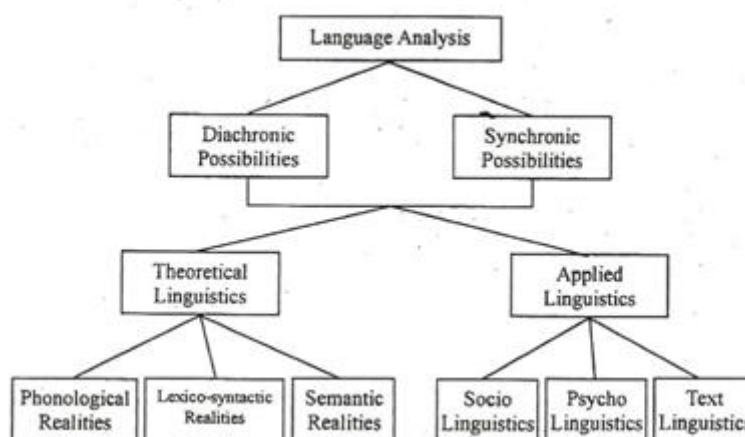 Language Analysis
Diachronic
Possibilities
Synchronic
Possibilities
Theoretical
Linguistics
Applied
Linguistics
Phonological
Realities
Lexico-syntactic
Realities
Semantic
Realities
Socio
Linguistics
Psycho
Linguistics
Text
Linguistic